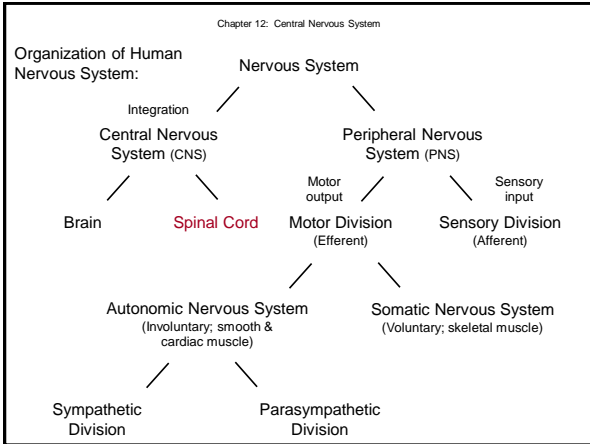 Chapter 12: Central Nervous System
Organization of Human
Nervous System:
Nervous System
Integration
Central Nervous
System (CNS)
Peripheral Nervous
System (PNS)
Motor
output
Sensory
input
Brain
Spinal Cord
Motor Division
(Efferent)
Sensory Division
(Afferent)
Autonomic Nervous System
(Involuntary; smooth &
cardiac muscle)
Somatic Nervous System
(Voluntary; skeletal muscle)
Sympathetic
Division
Parasympathetic
Division